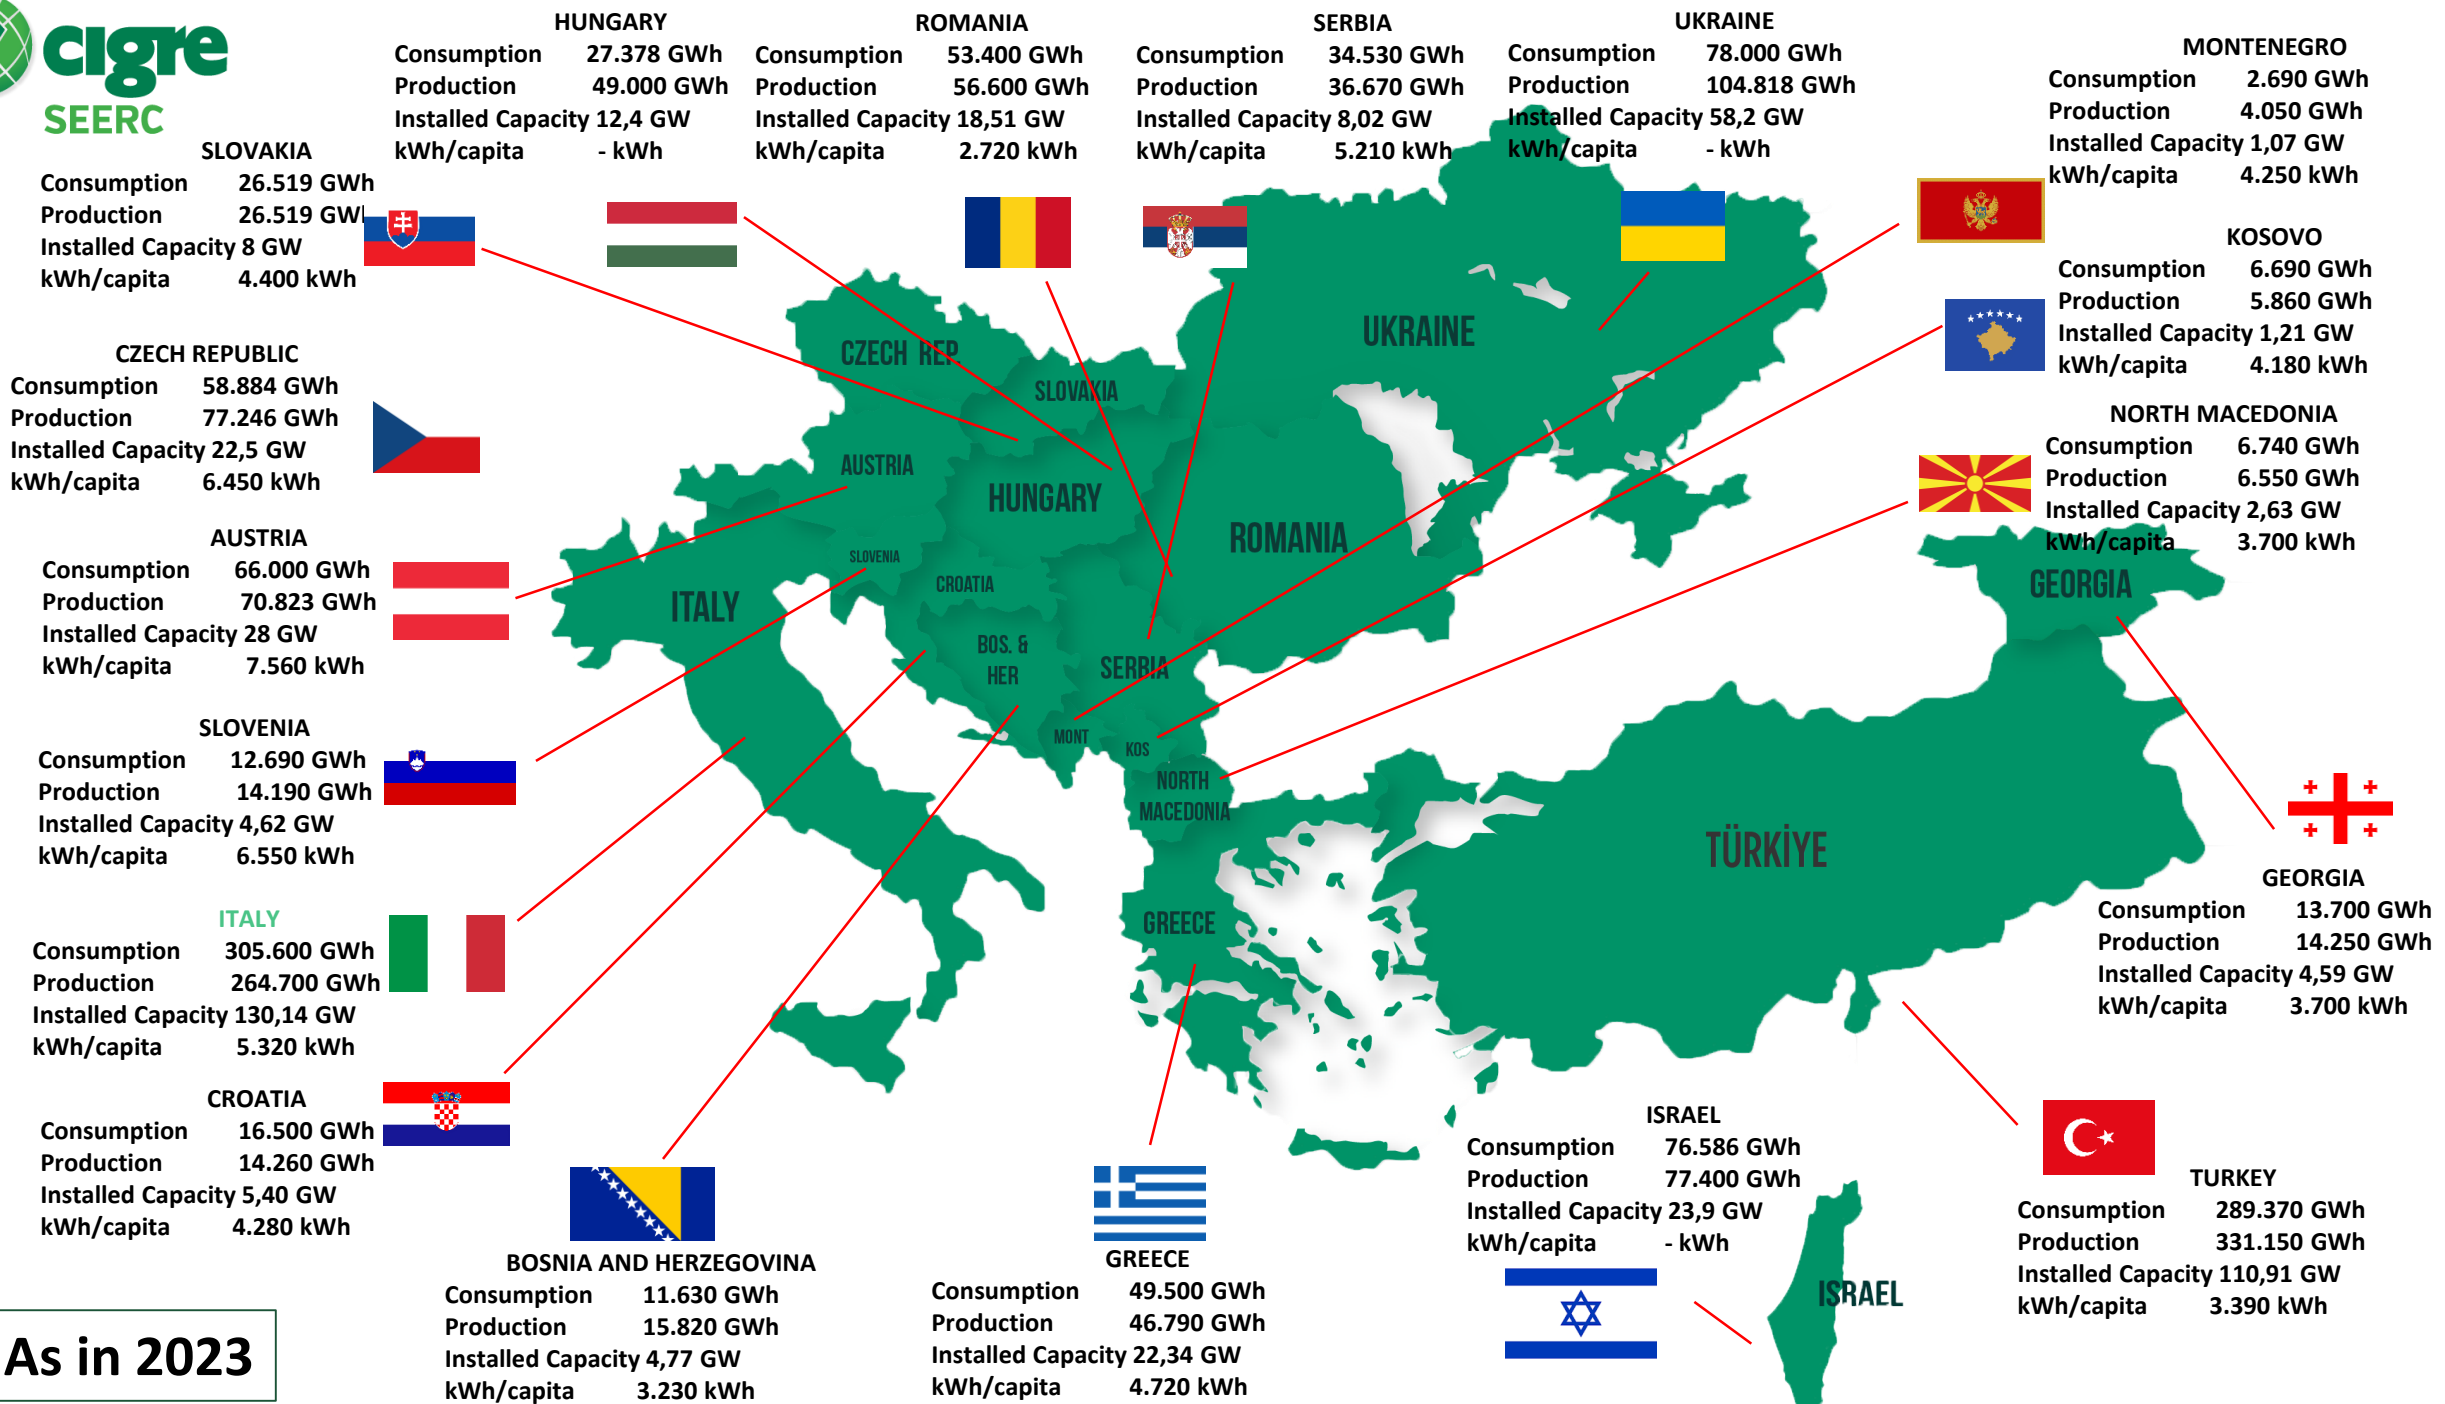 cigre
SEERC
HUNGARY
Consumption 27.378 GWh
Production 49.000 GWh
Installed Capacity 12,4 GW
kWh/capita - kWh
ROMANIA
Consumption 53.400 GWh
Production 56.600 GWh
Installed Capacity 18,51 GW
kWh/capita 2.720 kWh
SERBIA
Consumption 34.530 GWh
Production 36.670 GWh
Installed Capacity 8,02 GW
kWh/capita 5.210 kWh
UKRAINE
Consumption 78.000 GWh
Production 104.818 GWh
Installed Capacity 58,2 GW
kWh/capita - kWh
MONTENEGRO
Consumption 2.690 GWh
Production 4.050 GWh
Installed Capacity 1,07 GW
kWh/capita 4.250 kWh
SLOVAKIA
Consumption 26.519 GWh
Production 26.519 GWh
Installed Capacity 8 GW
kWh/capita 4.400 kWh
KOSOVO
Consumption 6.690 GWh
Production 5.860 GWh
Installed Capacity 1,21 GW
kWh/capita 4.180 kWh
CZECH REPUBLIC
Consumption 58.884 GWh
Production 77.246 GWh
Installed Capacity 22,5 GW
kWh/capita 6.450 kWh
NORTH MACEDONIA
Consumption 6.740 GWh
Production 6.550 GWh
Installed Capacity 2,63 GW
kWh/capita 3.700 kWh
AUSTRIA
Consumption 66.000 GWh
Production 70.823 GWh
Installed Capacity 28 GW
kWh/capita 7.560 kWh
SLOVENIA
Consumption 12.690 GWh
Production 14.190 GWh
Installed Capacity 4,62 GW
kWh/capita 6.550 kWh
ITALY
Consumption 305.600 GWh
Production 264.700 GWh
Installed Capacity 130,14 GW
kWh/capita 5.320 kWh
CROATIA
Consumption 16.500 GWh
Production 14.260 GWh
Installed Capacity 5,40 GW
kWh/capita 4.280 kWh
BOSNIA AND HERZEGOVINA
Consumption 11.630 GWh
Production 15.820 GWh
Installed Capacity 4,77 GW
kWh/capita 3.230 kWh
GREECE
Consumption 49.500 GWh
Production 46.790 GWh
Installed Capacity 22,34 GW
kWh/capita 4.720 kWh
ISRAEL
Consumption 76.586 GWh
Production 77.400 GWh
Installed Capacity 23,9 GW
kWh/capita - kWh
GEORGIA
Consumption 13.700 GWh
Production 14.250 GWh
Installed Capacity 4,59 GW
kWh/capita 3.700 kWh
TURKEY
Consumption 289.370 GWh
Production 331.150 GWh
Installed Capacity 110,91 GW
kWh/capita 3.390 kWh
UKRAINE
CZECH REP.
SLOVAKIA
AUSTRIA
HUNGARY
ROMANIA
SLOVENIA
CROATIA
ITALY
BOS. &
HER
SERBIA
MONT
KOS
NORTH
MACEDONIA
GREECE
GEORGIA
TÜRKİYE
ISRAEL
As in 2023